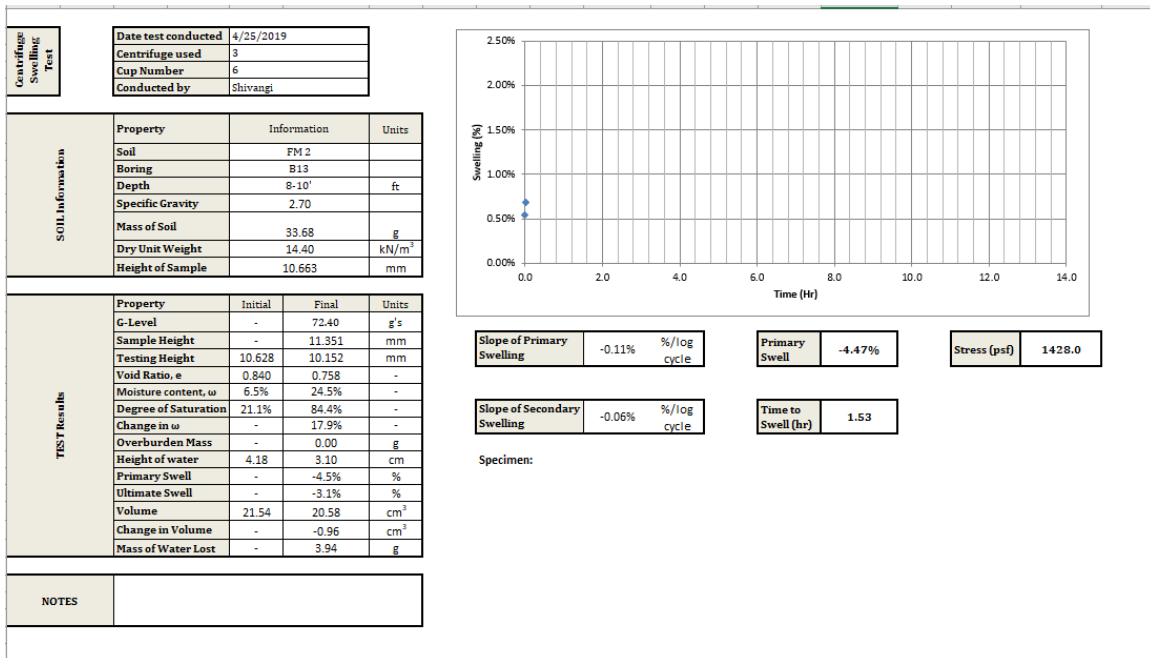 Centrifuge
Swelling
Test
Date test conducted 4/25/2019
Centrifuge used 3
Cup Number 6
Conducted by Shivangi
SOIL Information
Property Information Units
Soil FM 2
Boring B13
Depth 8-10' ft
Specific Gravity 2.70
Mass of Soil 33.68 g
Dry Unit Weight 14.40 kN/m³
Height of Sample 10.663 mm
TEST Results
Property Initial Final Units
G-Level - 72.40 g's
Sample Height - 11.351 mm
Testing Height 10.628 10.152 mm
Void Ratio, e 0.840 0.758 -
Moisture content, ω 6.5% 24.5% -
Degree of Saturation 21.1% 84.4% -
Change in ω - 17.9% -
Overburden Mass - 0.00 g
Height of water 4.18 3.10 cm
Primary Swell - -4.5% %
Ultimate Swell - -3.1% %
Volume 21.54 20.58 cm³
Change in Volume - -0.96 cm³
Mass of Water Lost - 3.94 g
NOTES
2.50%
2.00%
1.50%
1.00%
0.50%
0.00%
Swelling (%)
0.0 2.0 4.0 6.0 8.0 10.0 12.0 14.0
Time (Hr)
Slope of Primary
Swelling
-0.11%
%/log
cycle
Primary
Swell
-4.47%
Stress (psf) 1428.0
Slope of Secondary
Swelling
-0.06%
%/log
cycle
Time to
Swell (hr)
1.53
Specimen: